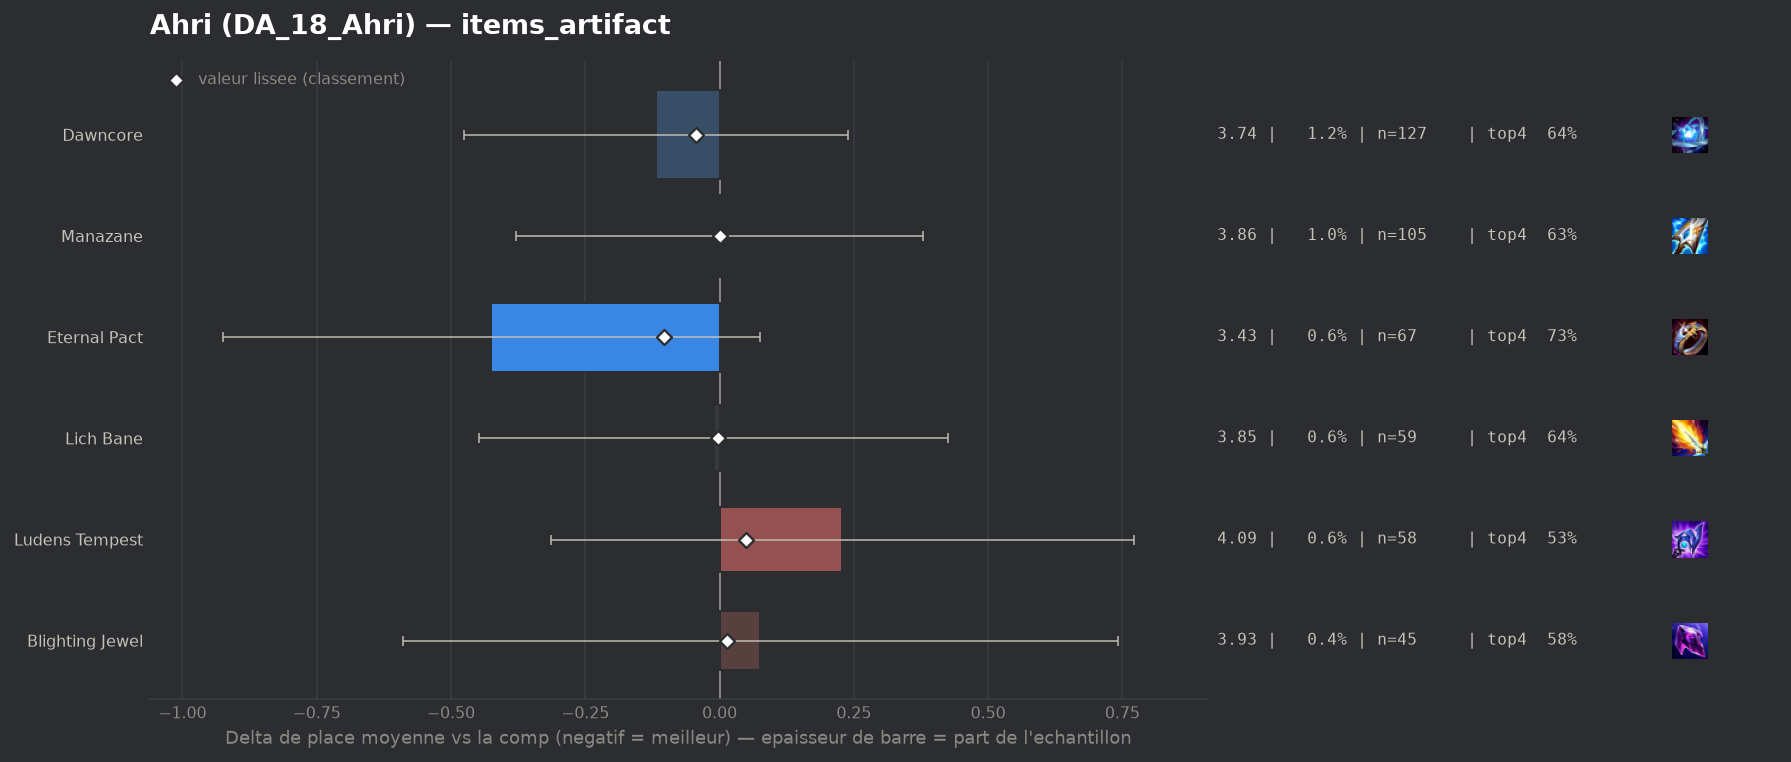 Ahri (DA_18_Ahri) — items_artifact
valeur lissee (classement)
Dawncore 3.74 | 1.2% | n=127 | top4 64%
Manazane 3.86 | 1.0% | n=105 | top4 63%
Eternal Pact 3.43 | 0.6% | n=67 | top4 73%
Lich Bane 3.85 | 0.6% | n=59 | top4 64%
Ludens Tempest 4.09 | 0.6% | n=58 | top4 53%
Blighting Jewel 3.93 | 0.4% | n=45 | top4 58%
−1.00 −0.75 −0.50 −0.25 0.00 0.25 0.50 0.75
Delta de place moyenne vs la comp (negatif = meilleur) — epaisseur de barre = part de l'echantillon